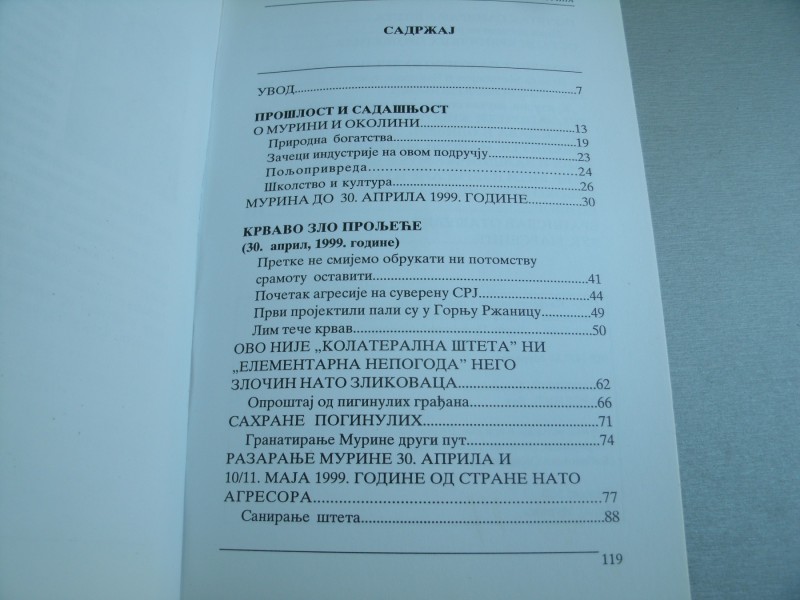 САДРЖАЈ
УВОД..........7
ПРОШЛОСТ И САДАШЊОСТ
О МУРИНИ И ОКОЛИНИ..........13
Природна богатства..........19
Зачеци индустрије на овом подручју..........23
Пољопривреда..........24
Школство и култура..........26
МУРИНА ДО 30. АПРИЛА 1999. ГОДИНЕ..........30
КРВАВО ЗЛО ПРОЉЕЋЕ
(30. април, 1999. године)
Претке не смијемо обрукати ни потомству
срамоту оставити..........41
Почетак агресије на суверену СРЈ..........44
Први пројектили пали су у Горњу Ржаницу..........49
Лим тече крвав..........50
ОВО НИЈЕ „КОЛАТЕРАЛНА ШТЕТА” НИ
„ЕЛЕМЕНТАРНА НЕПОГОДА” НЕГО
ЗЛОЧИН НАТО ЗЛИКОВАЦА..........62
Опроштај од пигинулих грађана..........66
САХРАНЕ ПОГИНУЛИХ..........71
Гранатирање Мурине други пут..........74
РАЗАРАЊЕ МУРИНЕ 30. АПРИЛА И
10/11. МАЈА 1999. ГОДИНЕ ОД СТРАНЕ НАТО
АГРЕСОРА..........77
Санирање штета..........88
119